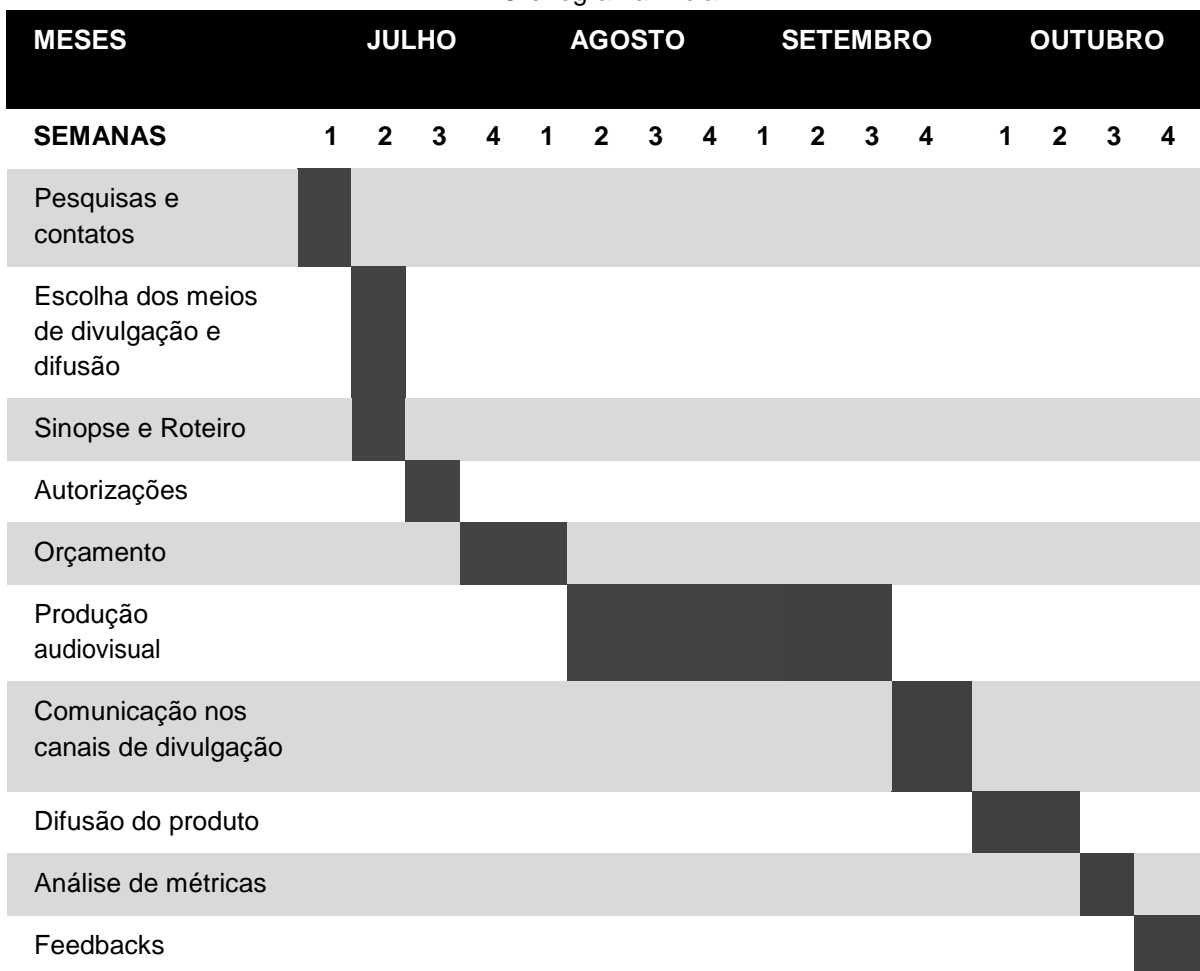 MESES JULHO AGOSTO SETEMBRO OUTUBRO
SEMANAS 1 2 3 4 1 2 3 4 1 2 3 4 1 2 3 4
Pesquisas e
contatos
Escolha dos meios
de divulgação e
difusão
Sinopse e Roteiro
Autorizações
Orçamento
Produção
audiovisual
Comunicação nos
canais de divulgação
Difusão do produto
Análise de métricas
Feedbacks